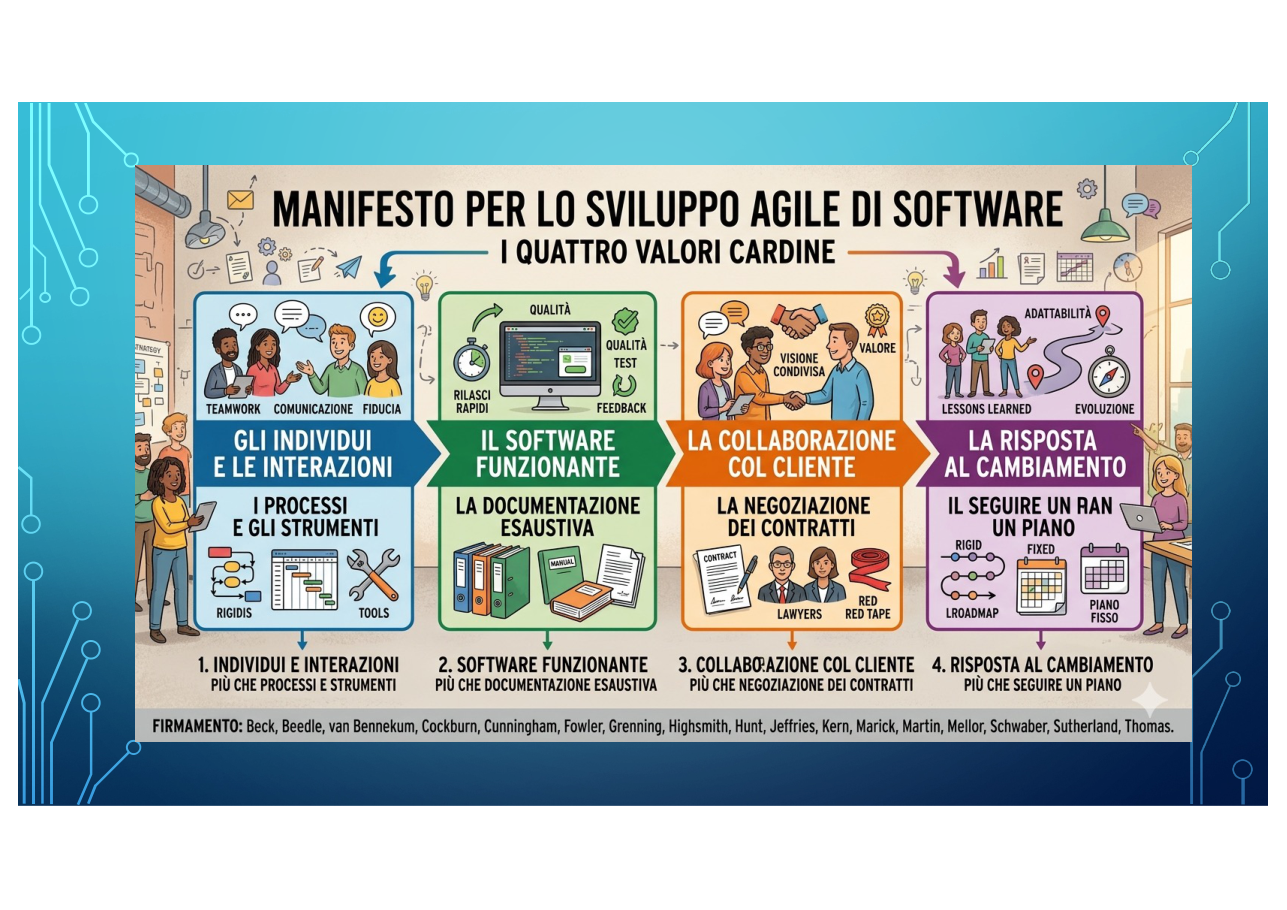 MANIFESTO PER LO SVILUPPO AGILE DI SOFTWARE
I QUATTRO VALORI CARDINE
STRATEGY
TEAMWORK COMUNICAZIONE FIDUCIA
GLI INDIVIDUI
E LE INTERAZIONI
I PROCESSI
E GLI STRUMENTI
RIGIDIS
TOOLS
QUALITÀ
QUALITÀ
TEST
RILASCI
RAPIDI
FEEDBACK
IL SOFTWARE
FUNZIONANTE
LA DOCUMENTAZIONE
ESAUSTIVA
MANUAL
VISIONE
CONDIVISA
VALORE
LA COLLABORAZIONE
COL CLIENTE
LA NEGOZIAZIONE
DEI CONTRATTI
CONTRACT
LAWYERS
RED
RED TAPE
ADATTABILITÀ
LESSONS LEARNED
EVOLUZIONE
LA RISPOSTA
AL CAMBIAMENTO
IL SEGUIRE UN RAN
UN PIANO
RIGID
FIXED
LROADMAP
PIANO
FISSO
1. INDIVIDUI E INTERAZIONI
PIÙ CHE PROCESSI E STRUMENTI
2. SOFTWARE FUNZIONANTE
PIÙ CHE DOCUMENTAZIONE ESAUSTIVA
3. COLLABORAZIONE COL CLIENTE
PIÙ CHE NEGOZIAZIONE DEI CONTRATTI
4. RISPOSTA AL CAMBIAMENTO
PIÙ CHE SEGUIRE UN PIANO
FIRMAMENTO: Beck, Beedle, van Bennekum, Cockburn, Cunningham, Fowler, Grenning, Highsmith, Hunt, Jeffries, Kern, Marick, Martin, Mellor, Schwaber, Sutherland, Thomas.